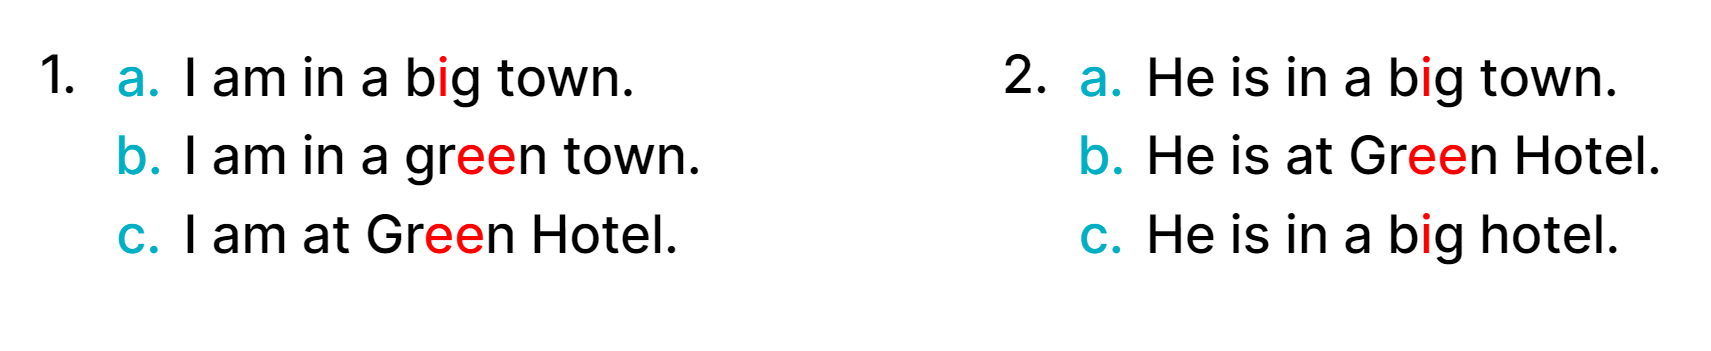 1. a. I am in a big town.
b. I am in a green town.
c. I am at Green Hotel.
2. a. He is in a big town.
b. He is at Green Hotel.
c. He is in a big hotel.